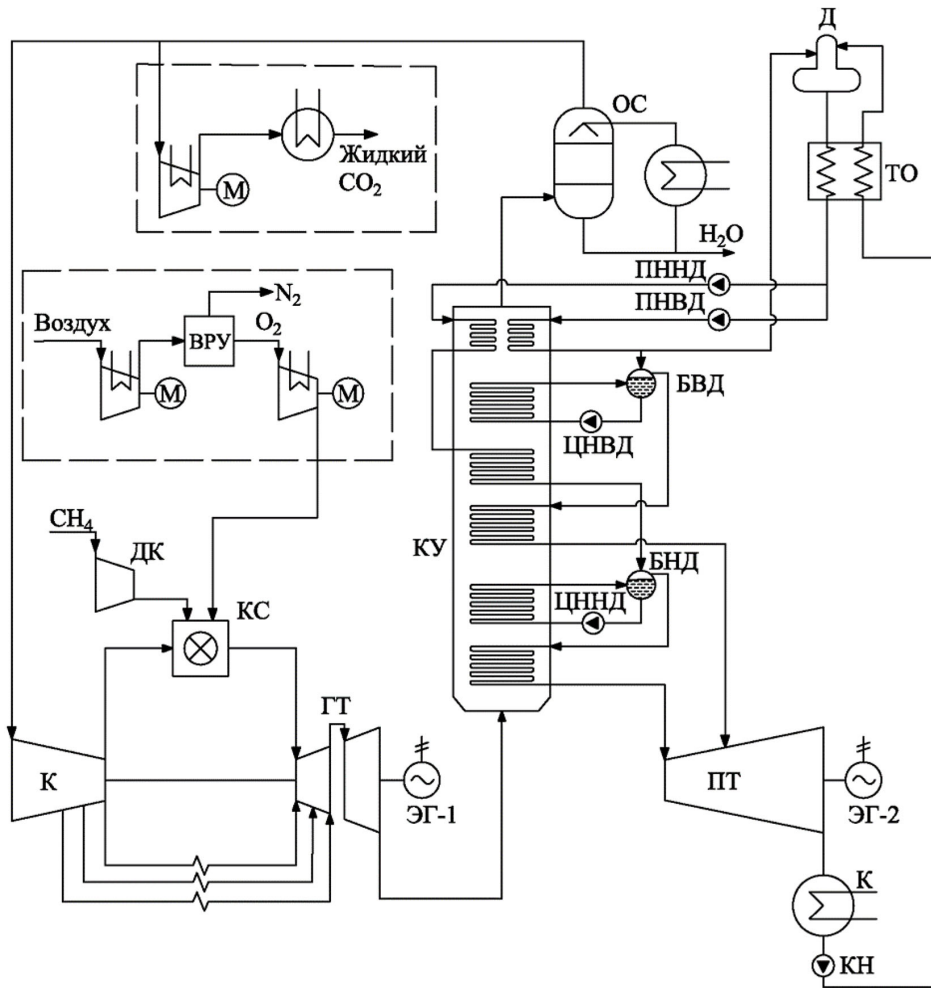 Д
ОС
Жидкий
CO₂
М
ТО
H₂O
ПННД
ПНВД
N₂
Воздух
ВРУ
O₂
М
М
БВД
ЦНВД
CH₄
ДК
КУ
БНД
КС
ЦННД
ГТ
К
ПТ
ЭГ-1
ЭГ-2
К
КН